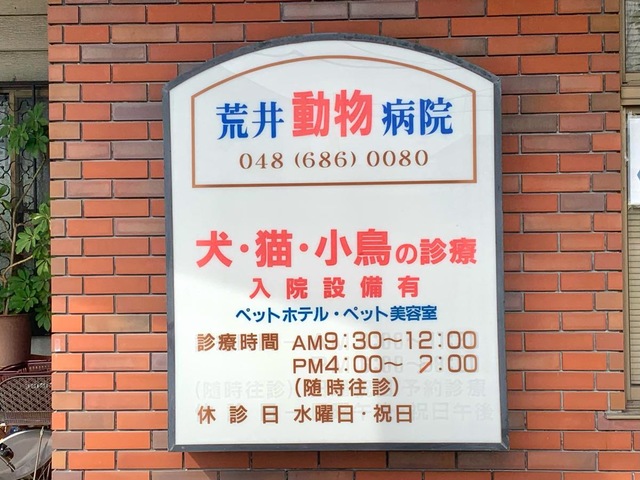 荒井動物病院
048 (686) 0080
犬・猫・小鳥の診療
入院設備有
ペットホテル・ペット美容室
診療時間 AM9:30〜12:00
PM4:00 7:00
(随時往診)
休診日 水曜日・祝日